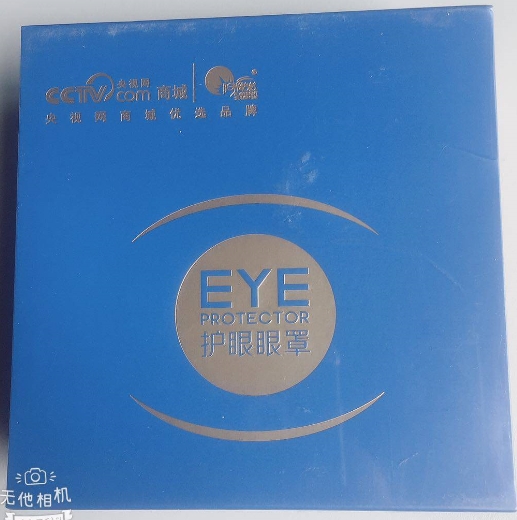 CCTV.com 央视网 商城
央视网商城优选品牌
EYE
PROTECTOR
护眼眼罩
无他相机